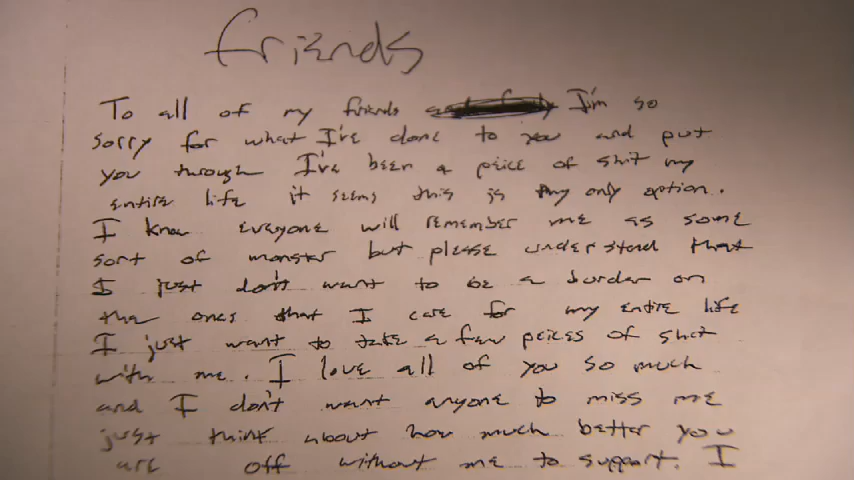 friends
To all of my friends I'm so
sorry for what I've done to you and put
you through I've been a peice of shit my
entire life it seems this is my only option.
I know everyone will remember me as some
sort of monster but please understand that
I just don't want to be a burder on
the ones that I care for my entire life
I just want to take a few peices of shit
with me. I love all of you so much
and I don't want anyone to miss me
just think about how much better you
are off without me to support. I